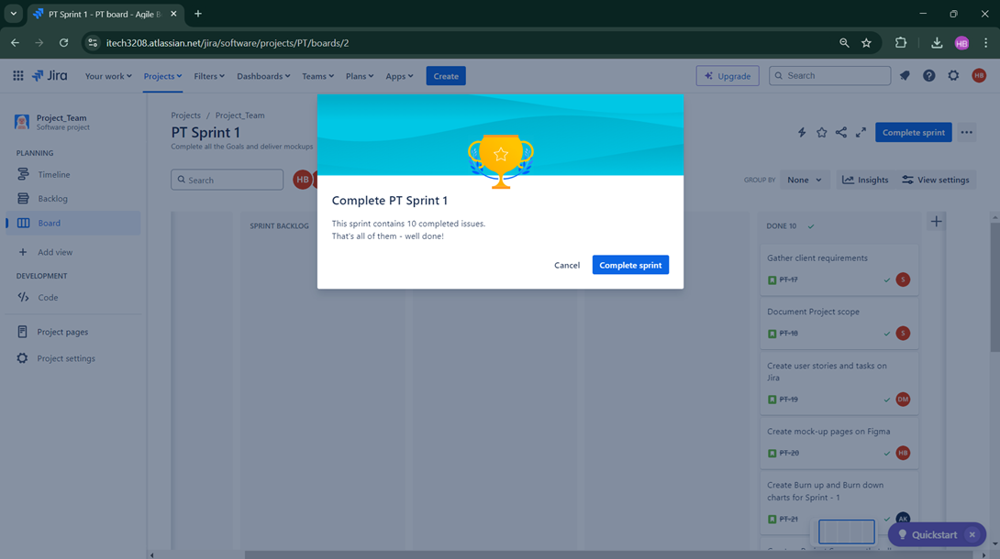 PT Sprint 1 - PT board - Agile B
itech3208.atlassian.net/jira/software/projects/PT/boards/2
HB
Jira
Your work
Projects
Filters
Dashboards
Teams
Plans
Apps
Create
Upgrade
Search
HB
Project_Team
Software project
PLANNING
Timeline
Backlog
Board
Add view
DEVELOPMENT
Code
Project pages
Project settings
Projects / Project_Team
PT Sprint 1
Complete all the Goals and deliver mockups
Complete sprint
Search
HB
GROUP BY
None
Insights
View settings
Complete PT Sprint 1
This sprint contains 10 completed issues.
That's all of them - well done!
Cancel
Complete sprint
SPRINT BACKLOG
DONE 10
Gather client requirements
PT-17
S
Document Project scope
PT-18
S
Create user stories and tasks on
Jira
PT-19
DM
Create mock-up pages on Figma
PT-20
HB
Create Burn up and Burn down
charts for Sprint - 1
PT-21
AK
Quickstart